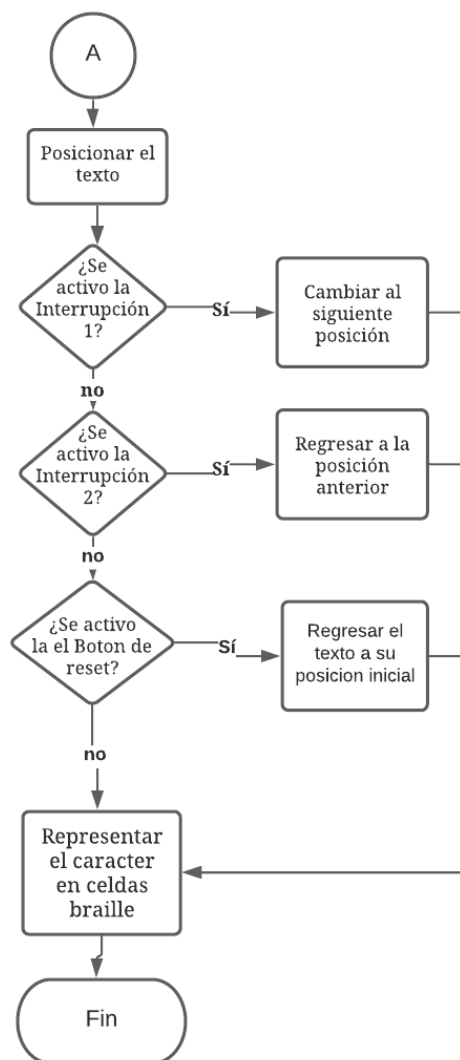 A
Posicionar el
texto
¿Se
activo la
Interrupción
1?
Sí
Cambiar al
siguiente
posición
no
¿Se
activo la
Interrupción
2?
Sí
Regresar a la
posición
anterior
no
¿Se activo
la el Boton de
reset?
Sí
Regresar el
texto a su
posicion inicial
no
Representar
el caracter
en celdas
braille
Fin